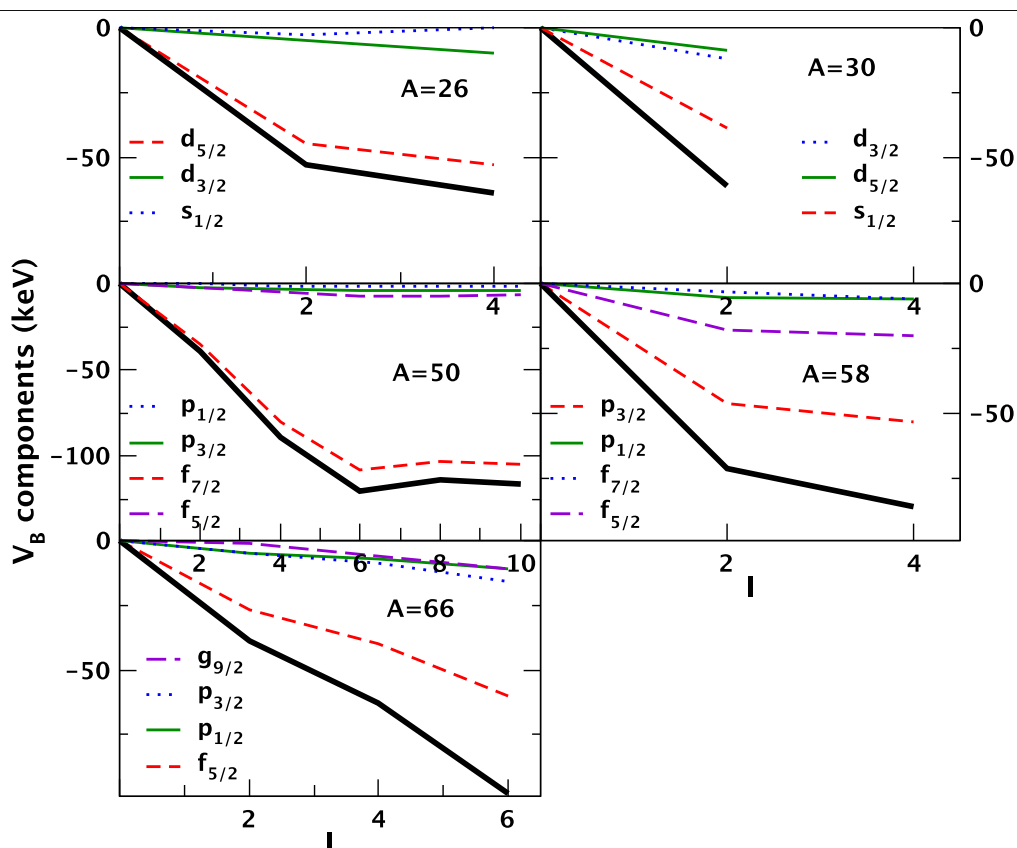 0
−50
A=26
d5/2
d3/2
s1/2
2
4
0
−50
A=30
d3/2
d5/2
s1/2
VB components (keV)
0
−50
−100
A=50
p1/2
p3/2
f7/2
f5/2
2
4
6
8
10
0
−50
2
4
A=58
p3/2
p1/2
f7/2
f5/2
2
4
I
0
−50
A=66
g9/2
p3/2
p1/2
f5/2
2
4
6
I